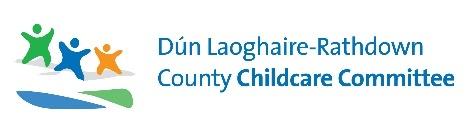 Dún Laoghaire-Rathdown
County Childcare Committee